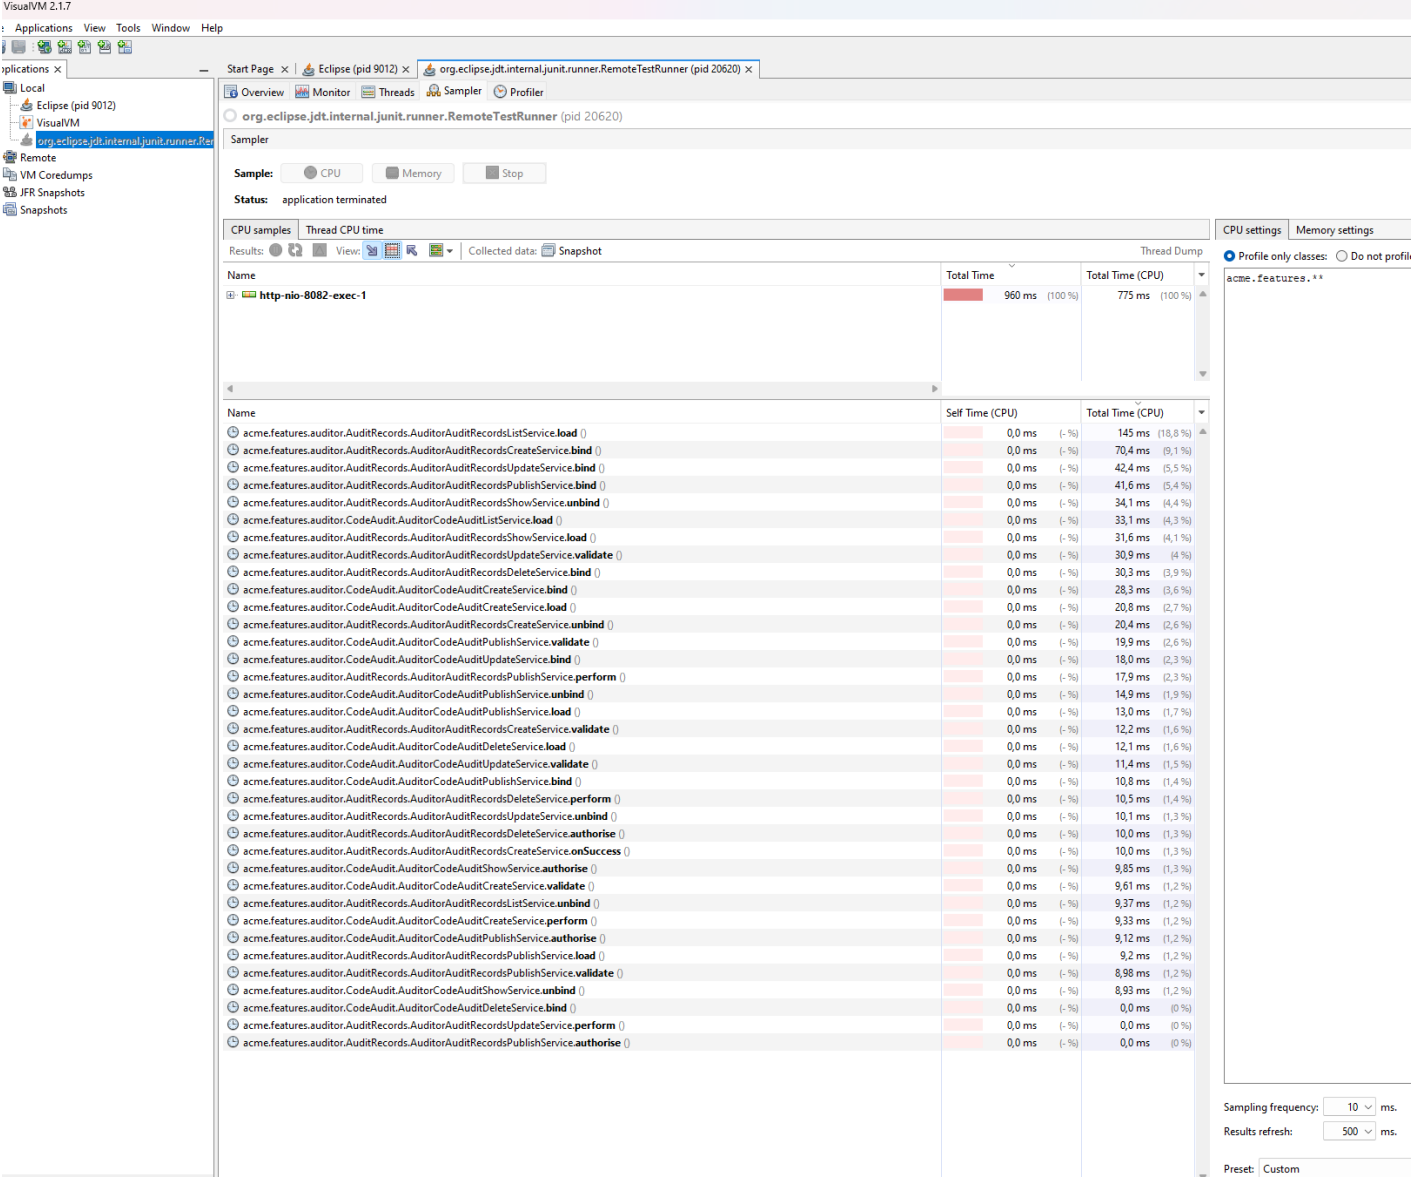 VisualVM 2.1.7
Applications View Tools Window Help
plications
Start Page
Eclipse (pid 9012)
org.eclipse.jdt.internal.junit.runner.RemoteTestRunner (pid 20620)
Local
Eclipse (pid 9012)
VisualVM
org.eclipse.jdt.internal.junit.runner.Rer
Remote
VM Coredumps
JFR Snapshots
Snapshots
Overview Monitor Threads Sampler Profiler
org.eclipse.jdt.internal.junit.runner.RemoteTestRunner (pid 20620)
Sampler
Sample: CPU Memory Stop
Status: application terminated
CPU samples Thread CPU time
Results: View: Collected data: Snapshot Thread Dump
Name Total Time Total Time (CPU)
http-nio-8082-exec-1 960 ms (100 %) 775 ms (100 %)
Name Self Time (CPU) Total Time (CPU)
acme.features.auditor.AuditRecords.AuditorAuditRecordsListService.load () 0,0 ms (- %) 145 ms (18,8 %)
acme.features.auditor.AuditRecords.AuditorAuditRecordsCreateService.bind () 0,0 ms (- %) 70,4 ms (9,1 %)
acme.features.auditor.AuditRecords.AuditorAuditRecordsUpdateService.bind () 0,0 ms (- %) 42,4 ms (5,5 %)
acme.features.auditor.AuditRecords.AuditorAuditRecordsPublishService.bind () 0,0 ms (- %) 41,6 ms (5,4 %)
acme.features.auditor.AuditRecords.AuditorAuditRecordsShowService.unbind () 0,0 ms (- %) 34,1 ms (4,4 %)
acme.features.auditor.CodeAudit.AuditorCodeAuditListService.load () 0,0 ms (- %) 33,1 ms (4,3 %)
acme.features.auditor.AuditRecords.AuditorAuditRecordsShowService.load () 0,0 ms (- %) 31,6 ms (4,1 %)
acme.features.auditor.AuditRecords.AuditorAuditRecordsUpdateService.validate () 0,0 ms (- %) 30,9 ms (4 %)
acme.features.auditor.AuditRecords.AuditorAuditRecordsDeleteService.bind () 0,0 ms (- %) 30,3 ms (3,9 %)
acme.features.auditor.CodeAudit.AuditorCodeAuditCreateService.bind () 0,0 ms (- %) 28,3 ms (3,6 %)
acme.features.auditor.CodeAudit.AuditorCodeAuditCreateService.load () 0,0 ms (- %) 20,8 ms (2,7 %)
acme.features.auditor.AuditRecords.AuditorAuditRecordsCreateService.unbind () 0,0 ms (- %) 20,4 ms (2,6 %)
acme.features.auditor.CodeAudit.AuditorCodeAuditPublishService.validate () 0,0 ms (- %) 19,9 ms (2,6 %)
acme.features.auditor.CodeAudit.AuditorCodeAuditUpdateService.bind () 0,0 ms (- %) 18,0 ms (2,3 %)
acme.features.auditor.AuditRecords.AuditorAuditRecordsPublishService.perform () 0,0 ms (- %) 17,9 ms (2,3 %)
acme.features.auditor.CodeAudit.AuditorCodeAuditPublishService.unbind () 0,0 ms (- %) 14,9 ms (1,9 %)
acme.features.auditor.CodeAudit.AuditorCodeAuditPublishService.load () 0,0 ms (- %) 13,0 ms (1,7 %)
acme.features.auditor.AuditRecords.AuditorAuditRecordsCreateService.validate () 0,0 ms (- %) 12,2 ms (1,6 %)
acme.features.auditor.CodeAudit.AuditorCodeAuditDeleteService.load () 0,0 ms (- %) 12,1 ms (1,6 %)
acme.features.auditor.CodeAudit.AuditorCodeAuditUpdateService.validate () 0,0 ms (- %) 11,4 ms (1,5 %)
acme.features.auditor.CodeAudit.AuditorCodeAuditPublishService.bind () 0,0 ms (- %) 10,8 ms (1,4 %)
acme.features.auditor.AuditRecords.AuditorAuditRecordsDeleteService.perform () 0,0 ms (- %) 10,5 ms (1,4 %)
acme.features.auditor.AuditRecords.AuditorAuditRecordsUpdateService.unbind () 0,0 ms (- %) 10,1 ms (1,3 %)
acme.features.auditor.AuditRecords.AuditorAuditRecordsDeleteService.authorise () 0,0 ms (- %) 10,0 ms (1,3 %)
acme.features.auditor.AuditRecords.AuditorAuditRecordsCreateService.onSuccess () 0,0 ms (- %) 10,0 ms (1,3 %)
acme.features.auditor.CodeAudit.AuditorCodeAuditShowService.authorise () 0,0 ms (- %) 9,85 ms (1,3 %)
acme.features.auditor.CodeAudit.AuditorCodeAuditCreateService.validate () 0,0 ms (- %) 9,61 ms (1,2 %)
acme.features.auditor.AuditRecords.AuditorAuditRecordsListService.unbind () 0,0 ms (- %) 9,37 ms (1,2 %)
acme.features.auditor.CodeAudit.AuditorCodeAuditCreateService.perform () 0,0 ms (- %) 9,33 ms (1,2 %)
acme.features.auditor.CodeAudit.AuditorCodeAuditPublishService.authorise () 0,0 ms (- %) 9,12 ms (1,2 %)
acme.features.auditor.AuditRecords.AuditorAuditRecordsPublishService.load () 0,0 ms (- %) 9,2 ms (1,2 %)
acme.features.auditor.AuditRecords.AuditorAuditRecordsPublishService.validate () 0,0 ms (- %) 8,98 ms (1,2 %)
acme.features.auditor.CodeAudit.AuditorCodeAuditShowService.unbind () 0,0 ms (- %) 8,93 ms (1,2 %)
acme.features.auditor.CodeAudit.AuditorCodeAuditDeleteService.bind () 0,0 ms (- %) 0,0 ms (0 %)
acme.features.auditor.AuditRecords.AuditorAuditRecordsUpdateService.perform () 0,0 ms (- %) 0,0 ms (0 %)
acme.features.auditor.AuditRecords.AuditorAuditRecordsPublishService.authorise () 0,0 ms (- %) 0,0 ms (0 %)
CPU settings Memory settings
Profile only classes: Do not profil
acme.features.**
Sampling frequency: 10 ms.
Results refresh: 500 ms.
Preset: Custom